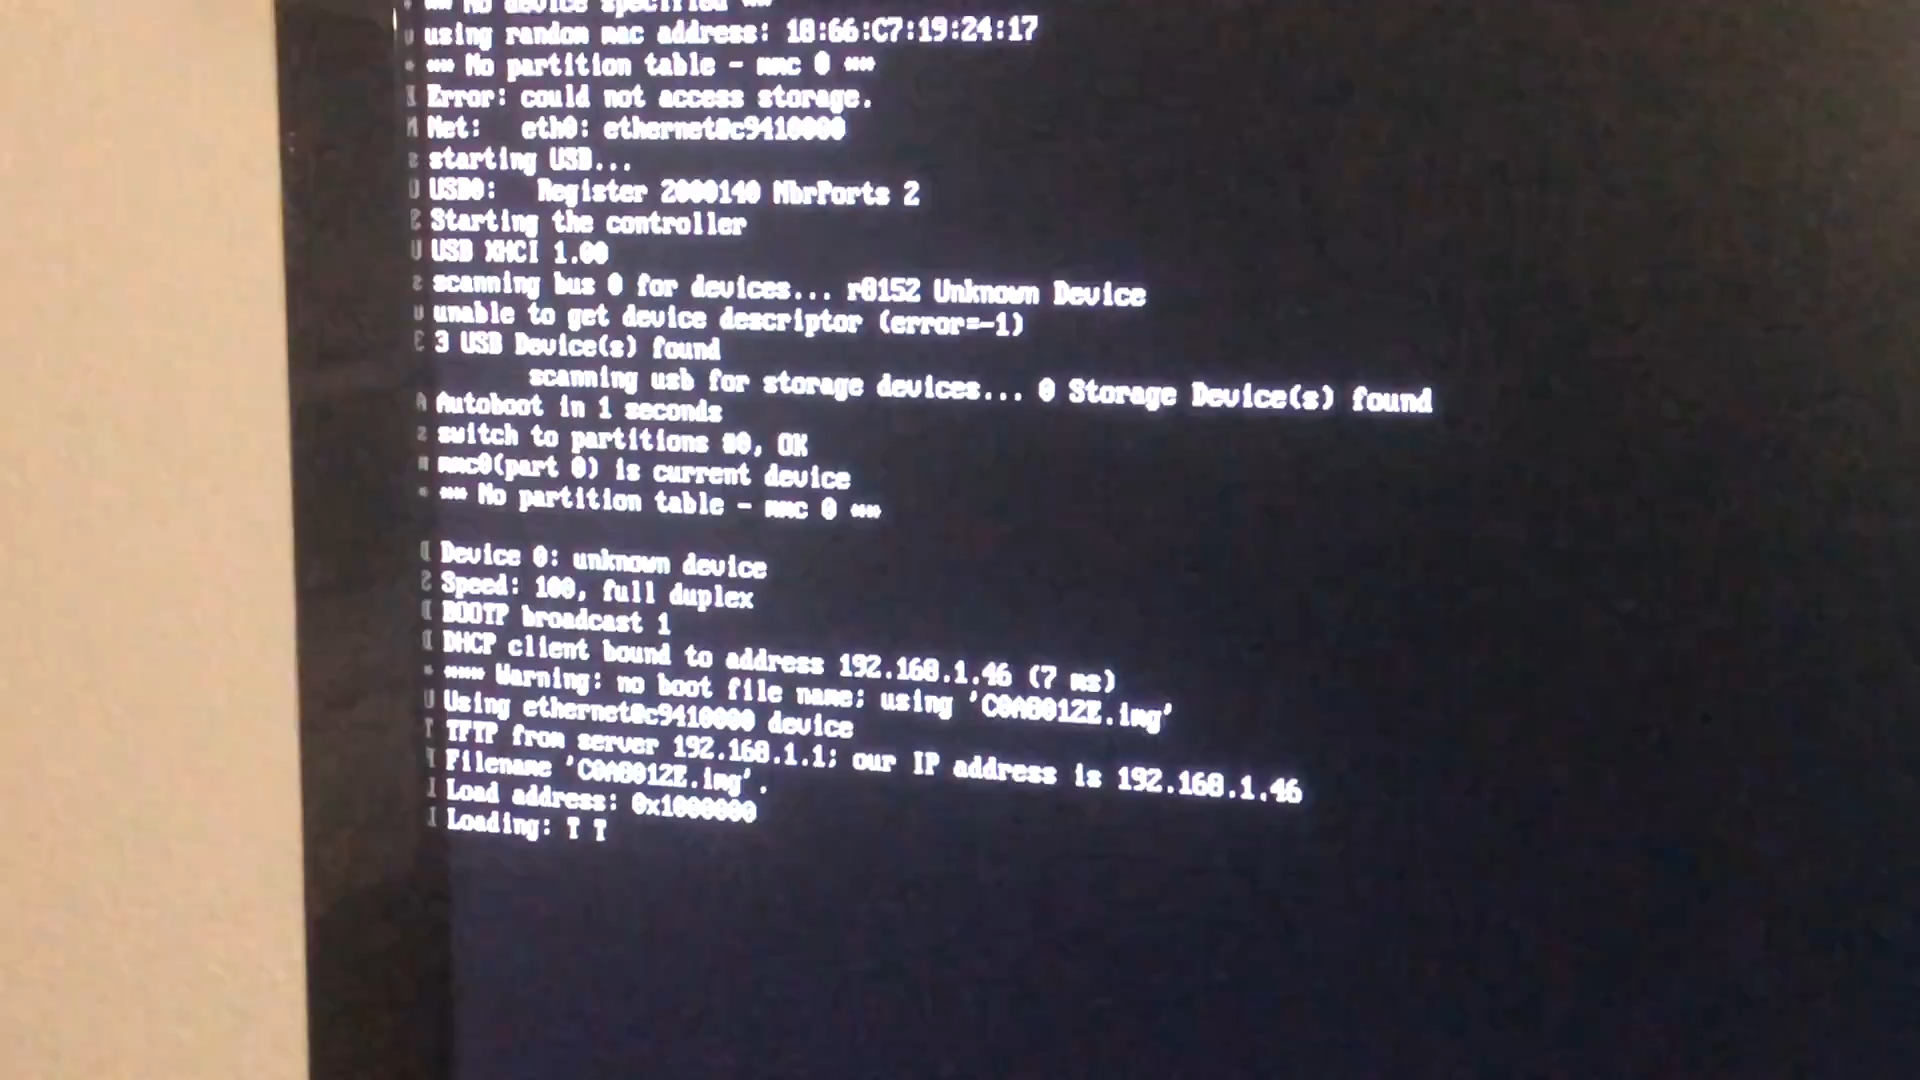 ** No device specified **
using random mac address: 18:66:C7:19:24:17
** No partition table - mmc 0 **
Error: could not access storage.
Net:   eth0: ethernet@c9410000
starting USB...
USB0:   Register 2000140 NbrPorts 2
Starting the controller
USB XHCI 1.00
scanning bus 0 for devices... r8152 Unknown Device
unable to get device descriptor (error=-1)
3 USB Device(s) found
scanning usb for storage devices... 0 Storage Device(s) found
Autoboot in 1 seconds
switch to partitions #0, OK
mmc0(part 0) is current device
** No partition table - mmc 0 **
Device 0: unknown device
Speed: 100, full duplex
BOOTP broadcast 1
DHCP client bound to address 192.168.1.46 (7 ms)
*** Warning: no boot file name; using 'C0A8012E.img'
Using ethernet@c9410000 device
TFTP from server 192.168.1.1; our IP address is 192.168.1.46
Filename 'C0A8012E.img'.
Load address: 0x1000000
Loading: T T